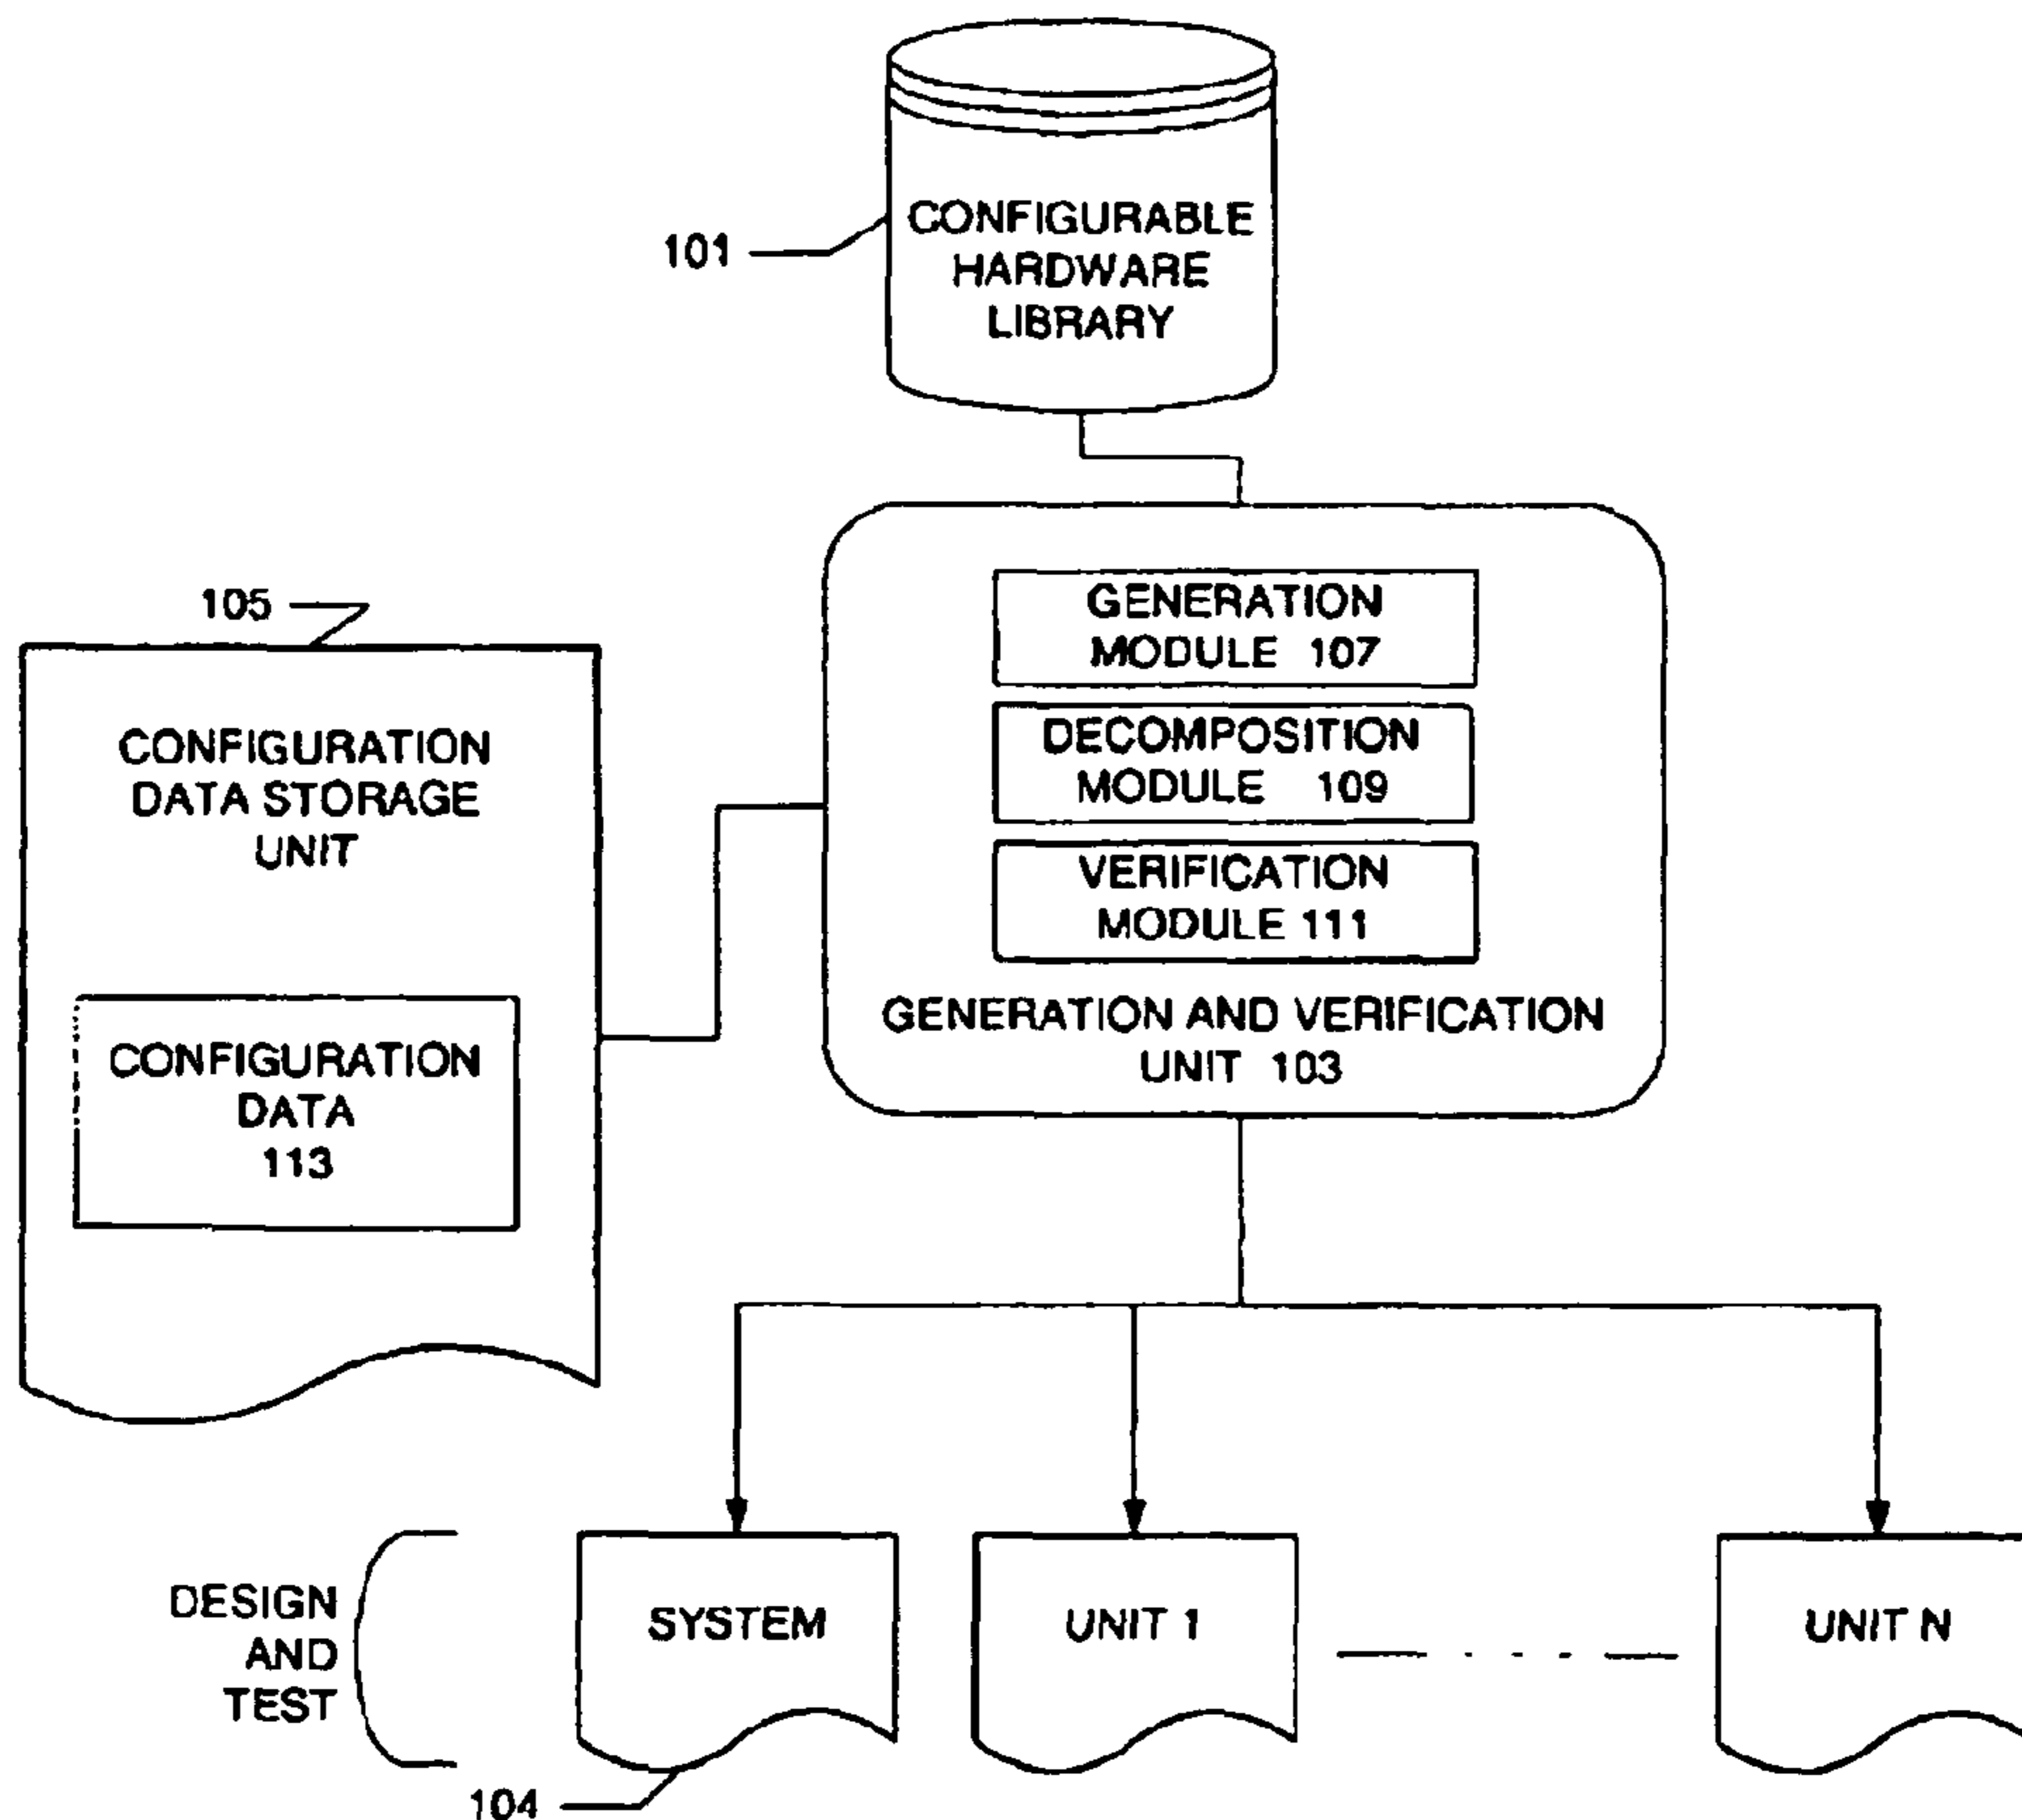 101
CONFIGURABLE
HARDWARE
LIBRARY
105
CONFIGURATION
DATA STORAGE
UNIT
CONFIGURATION
DATA
113
GENERATION
MODULE 107
DECOMPOSITION
MODULE 109
VERIFICATION
MODULE 111
GENERATION AND VERIFICATION
UNIT 103
DESIGN
AND
TEST
SYSTEM
UNIT 1
UNIT N
104